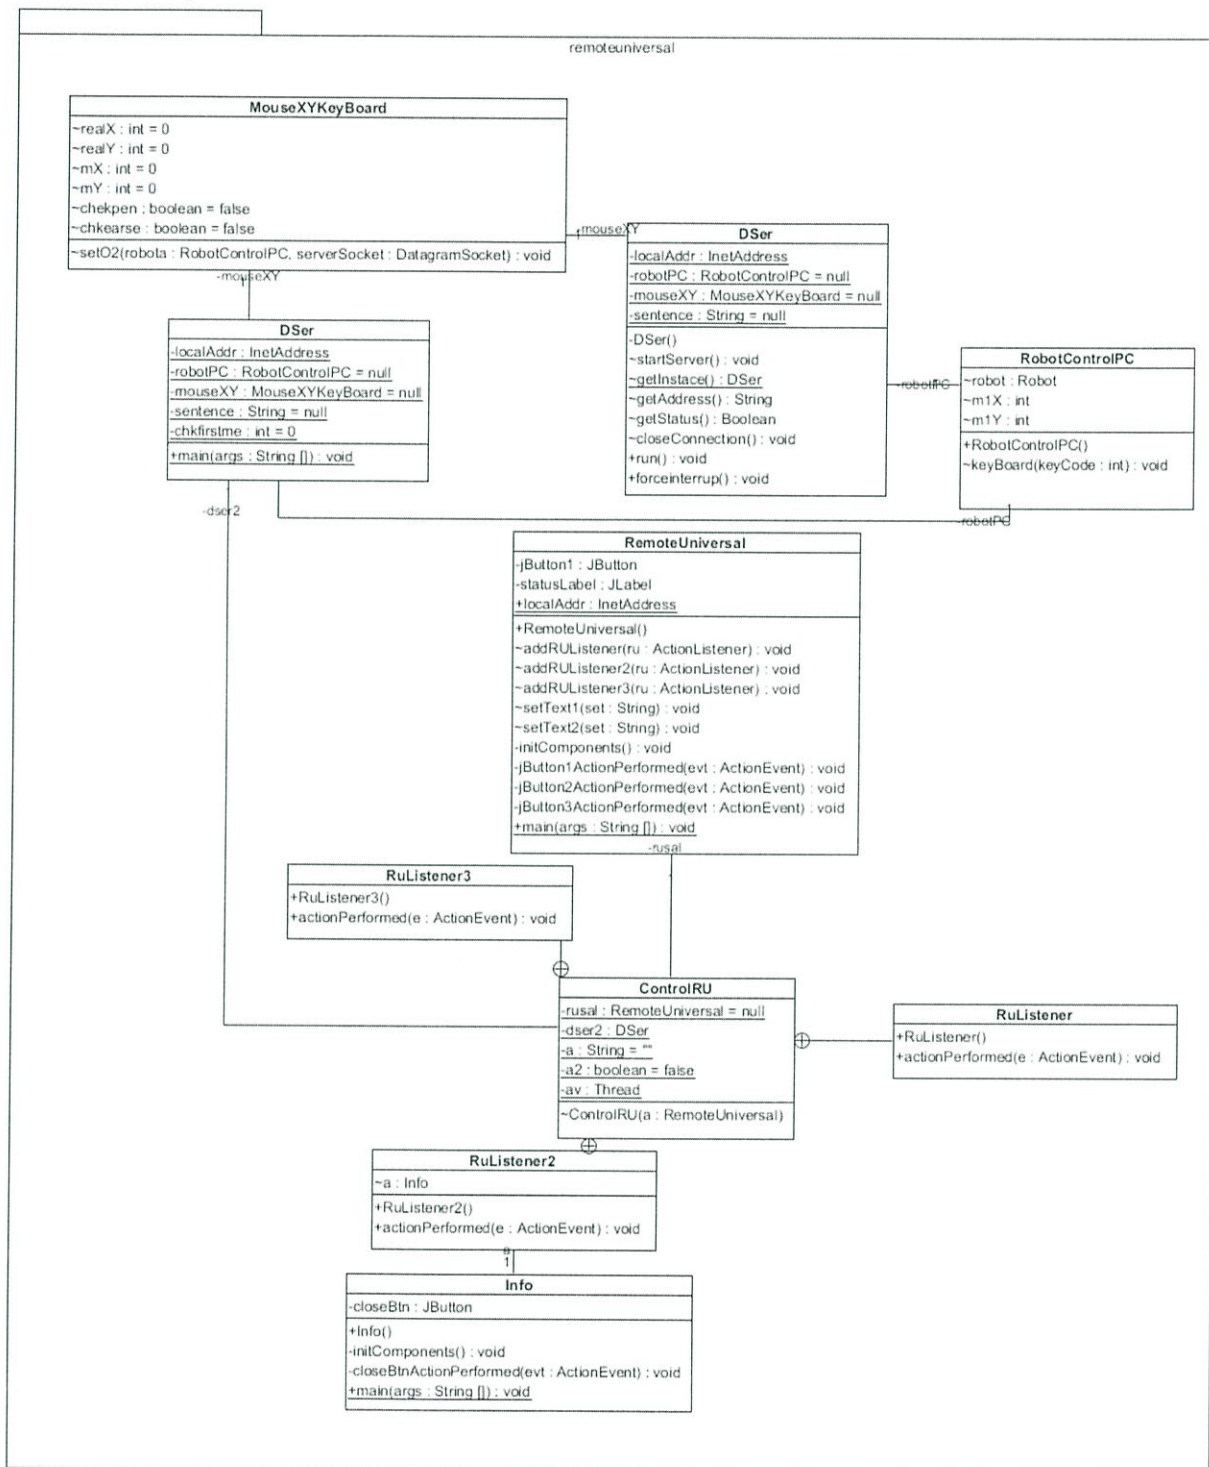 remoteuniversal
MouseXYKeyBoard
~realX : int = 0
~realY : int = 0
~mX : int = 0
~mY : int = 0
~chekpen : boolean = false
~chkearse : boolean = false
~setO2(robota : RobotControlPC, serverSocket : DatagramSocket) : void
-mouseXY
1
-mouseXY
DSer
-localAddr : InetAddress
-robotPC : RobotControlPC = null
-mouseXY : MouseXYKeyBoard = null
-sentence : String = null
-DSer()
~startServer() : void
~getInstace() : DSer
~getAddress() : String
~getStatus() : Boolean
~closeConnection() : void
+run() : void
+forceinterrup() : void
DSer
-localAddr : InetAddress
-robotPC : RobotControlPC = null
-mouseXY : MouseXYKeyBoard = null
-sentence : String = null
-chkfirstme : int = 0
+main(args : String []) : void
-robotPC
RobotControlPC
~robot : Robot
~m1X : int
~m1Y : int
+RobotControlPC()
~keyBoard(keyCode : int) : void
-dser2
-robotPC
RemoteUniversal
-jButton1 : JButton
-statusLabel : JLabel
+localAddr : InetAddress
+RemoteUniversal()
~addRUListener(ru : ActionListener) : void
~addRUListener2(ru : ActionListener) : void
~addRUListener3(ru : ActionListener) : void
~setText1(set : String) : void
~setText2(set : String) : void
-initComponents() : void
-jButton1ActionPerformed(evt : ActionEvent) : void
-jButton2ActionPerformed(evt : ActionEvent) : void
-jButton3ActionPerformed(evt : ActionEvent) : void
+main(args : String []) : void
-rusal
RuListener3
+RuListener3()
+actionPerformed(e : ActionEvent) : void
ControlRU
-rusal : RemoteUniversal = null
-dser2 : DSer
-a : String = ""
-a2 : boolean = false
-av : Thread
~ControlRU(a : RemoteUniversal)
RuListener
+RuListener()
+actionPerformed(e : ActionEvent) : void
RuListener2
~a : Info
+RuListener2()
+actionPerformed(e : ActionEvent) : void
a
1
Info
-closeBtn : JButton
+Info()
-initComponents() : void
-closeBtnActionPerformed(evt : ActionEvent) : void
+main(args : String []) : void